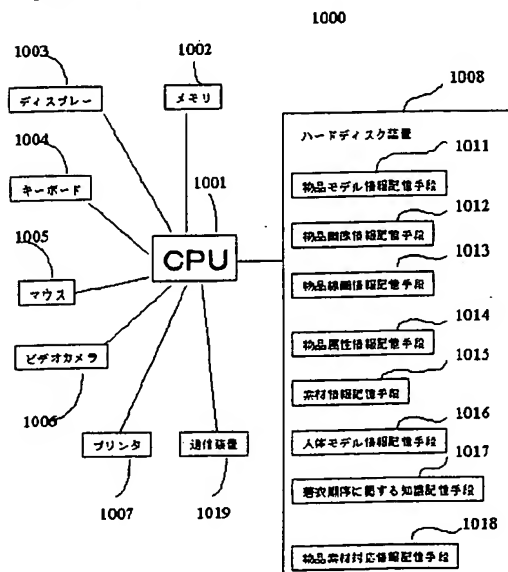 1000
1003
1002
ディスプレー
メモリ
1008
ハードディスク装置
1004
キーボード
1011
物品モデル情報記憶手段
1001
CPU
1012
物品画像情報記憶手段
1005
マウス
1013
物品線画情報記憶手段
1014
物品属性情報記憶手段
ビデオカメラ
1006
1015
素材情報記憶手段
1016
人体モデル情報記憶手段
プリンタ
通信装置
1017
着衣順序に関する知識記憶手段
1007
1019
1018
物品素材対応情報記憶手段